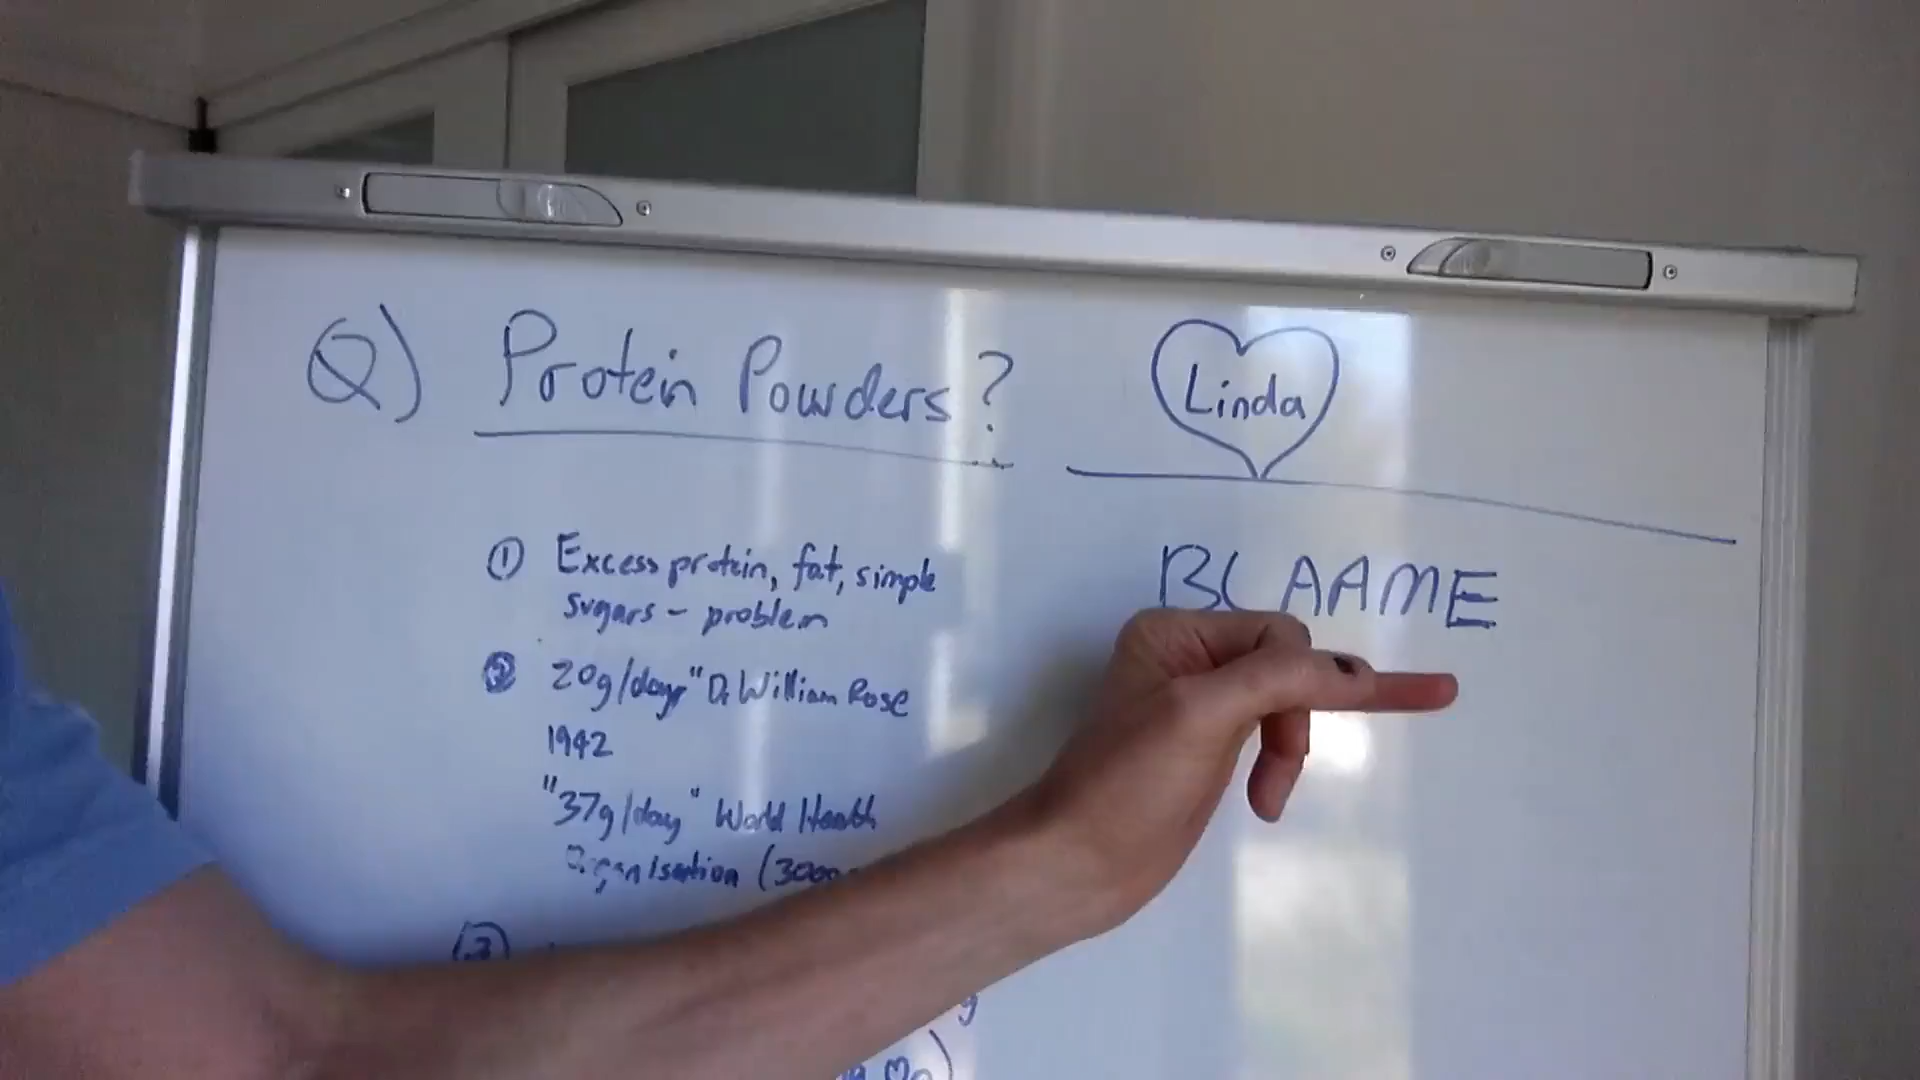 Q) Protein Powders?
Linda
① Excess protein, fat, simple
sugars - problem
② 20g/day" Dr William Rose
1942
"37g/day" World Health
Organisation (3000
③
BLAAME